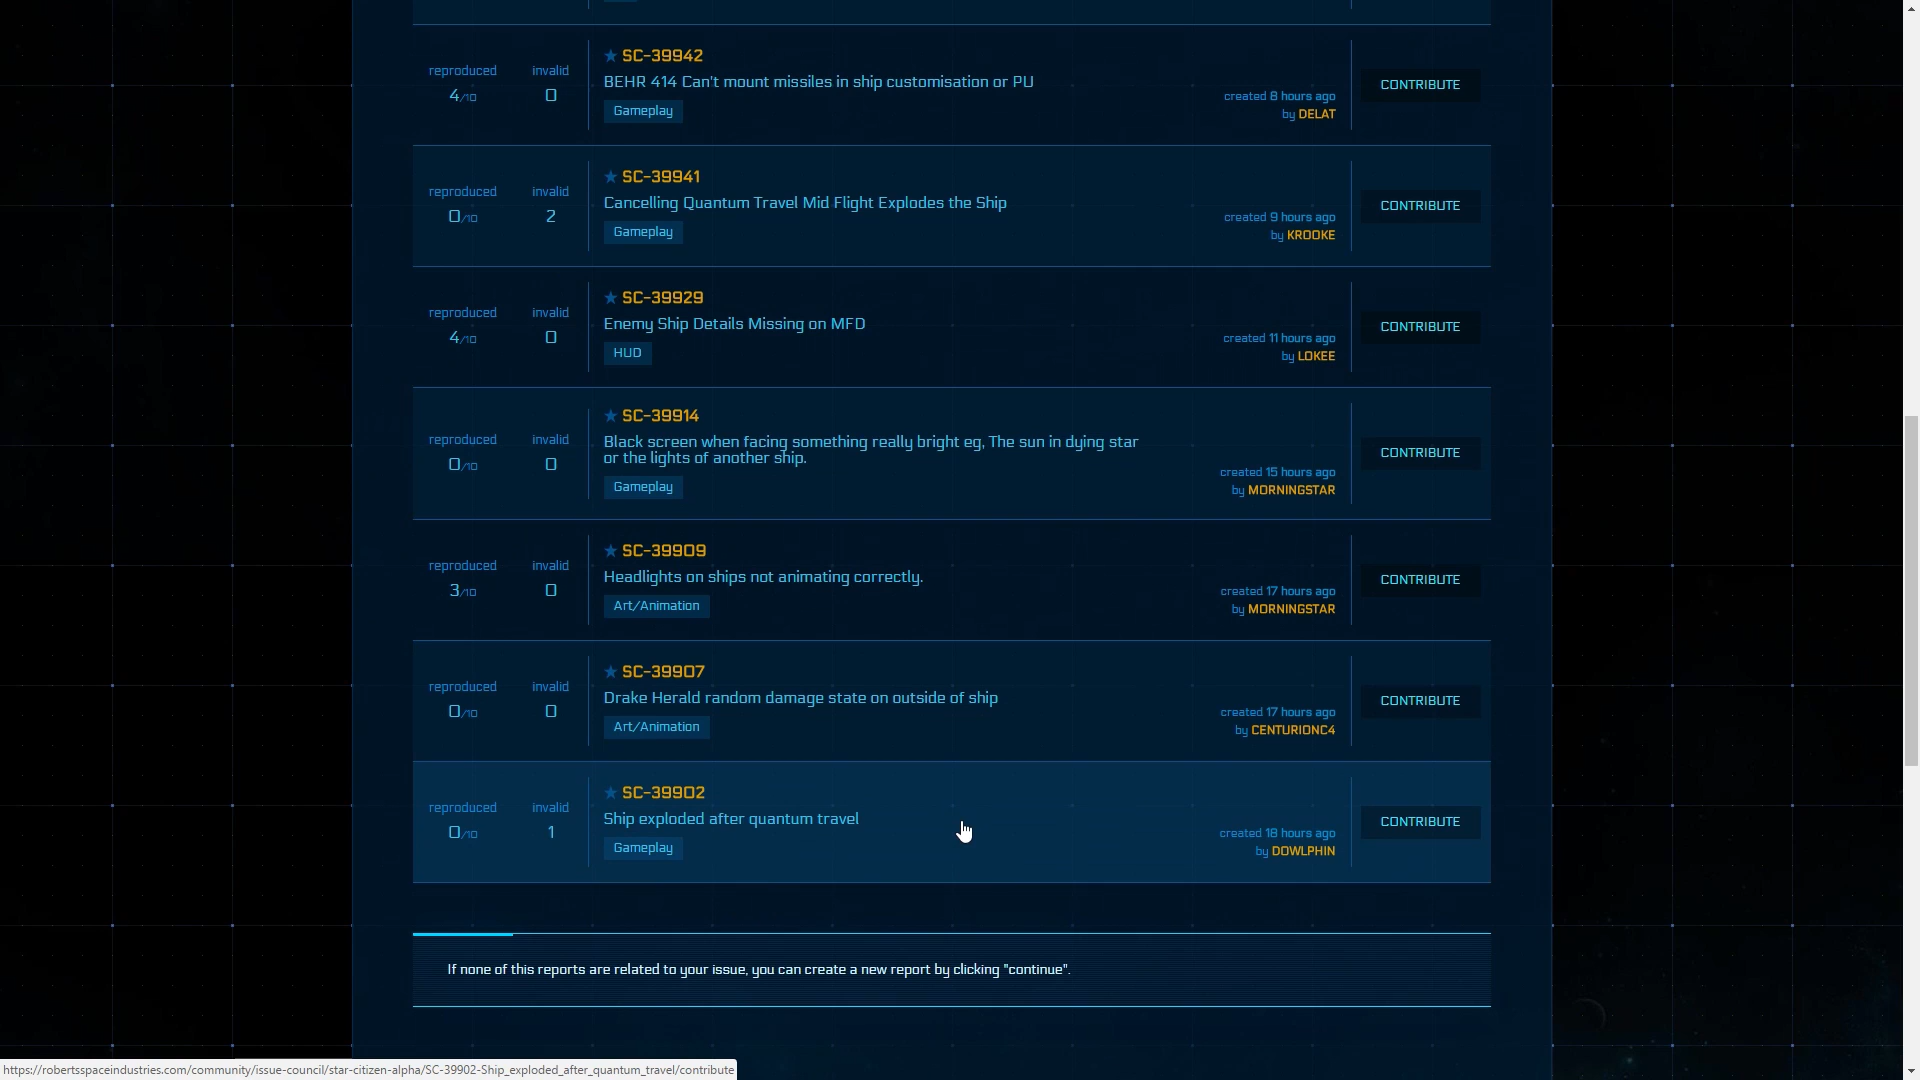 SC-39942
reproduced invalid
BEHR 414 Can't mount missiles in ship customisation or PU
CONTRIBUTE
4/10 0
created 8 hours ago
Gameplay
by DELAT
SC-39941
reproduced invalid
Cancelling Quantum Travel Mid Flight Explodes the Ship
CONTRIBUTE
0/10 2
created 9 hours ago
Gameplay
by KROOKE
SC-39929
reproduced invalid
Enemy Ship Details Missing on MFD
CONTRIBUTE
4/10 0
created 11 hours ago
HUD
by LOKEE
SC-39914
reproduced invalid
Black screen when facing something really bright eg, The sun in dying star
or the lights of another ship.
CONTRIBUTE
0/10 0
created 15 hours ago
Gameplay
by MORNINGSTAR
SC-39909
reproduced invalid
Headlights on ships not animating correctly.
CONTRIBUTE
3/10 0
created 17 hours ago
Art/Animation
by MORNINGSTAR
SC-39907
reproduced invalid
Drake Herald random damage state on outside of ship
CONTRIBUTE
0/10 0
created 17 hours ago
Art/Animation
by CENTURIONC4
SC-39902
reproduced invalid
Ship exploded after quantum travel
CONTRIBUTE
0/10 1
created 18 hours ago
Gameplay
by DOWLPHIN
If none of this reports are related to your issue, you can create a new report by clicking "continue".
https://robertsspaceindustries.com/community/issue-council/star-citizen-alpha/SC-39902-Ship_exploded_after_quantum_travel/contribute